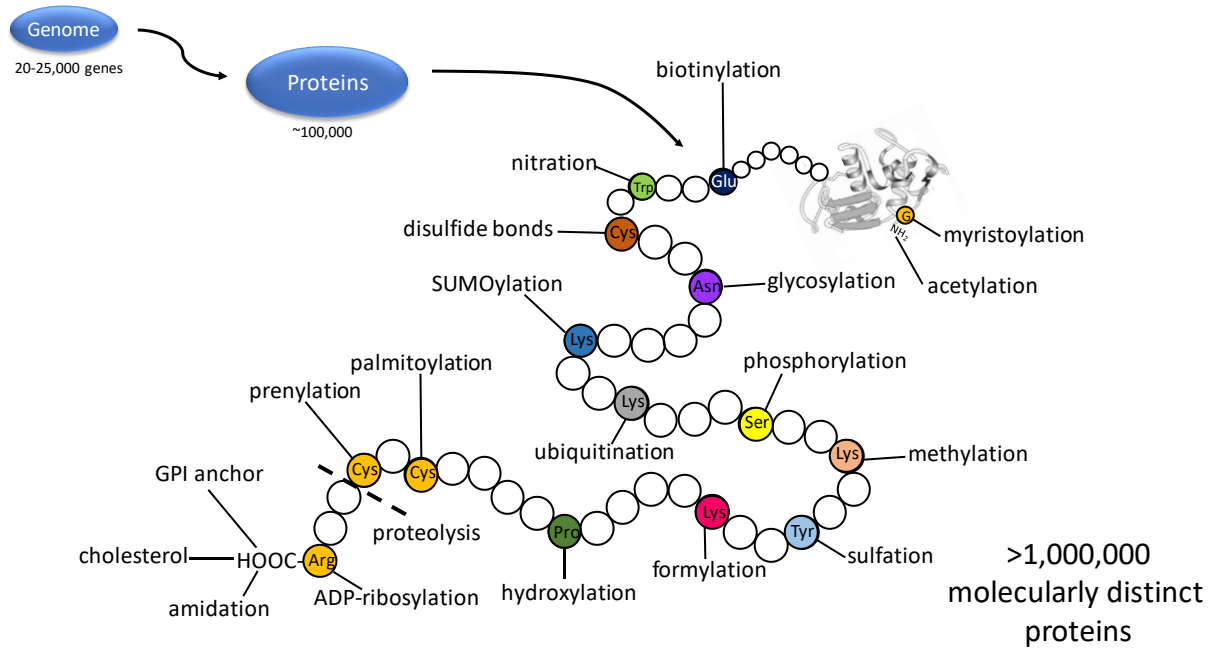 Genome
20-25,000 genes
Proteins
~100,000
biotinylation
nitration
Trp
Glu
disulfide bonds
Cys
G
NH2
myristoylation
acetylation
SUMOylation
Asn
glycosylation
Lys
palmitoylation
phosphorylation
prenylation
Lys
Ser
ubiquitination
Lys
methylation
GPI anchor
Cys
Cys
proteolysis
Lys
Pro
Tyr
cholesterol
HOOC-
Arg
formylation
sulfation
amidation
ADP-ribosylation
hydroxylation
>1,000,000
molecularly distinct
proteins